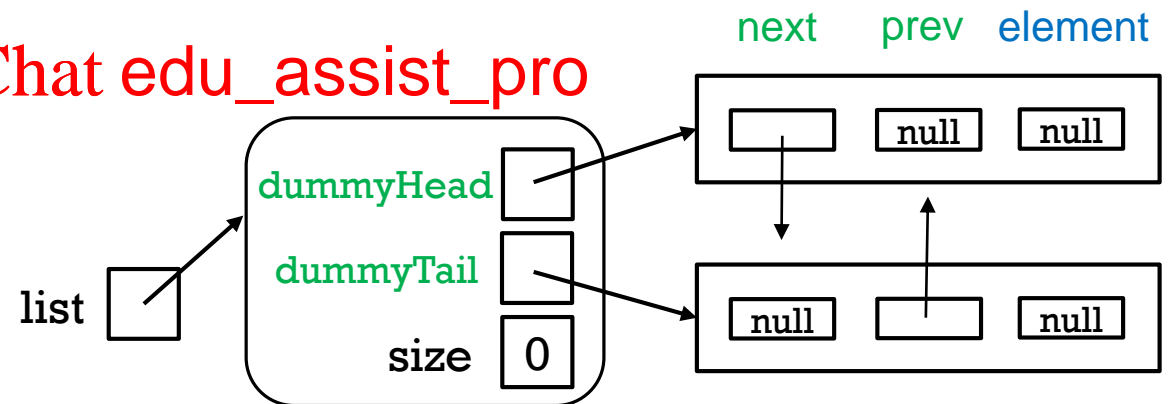 next prev element
Chat edu_assist_pro
null null
dummyHead
dummyTail
list
null null
size 0